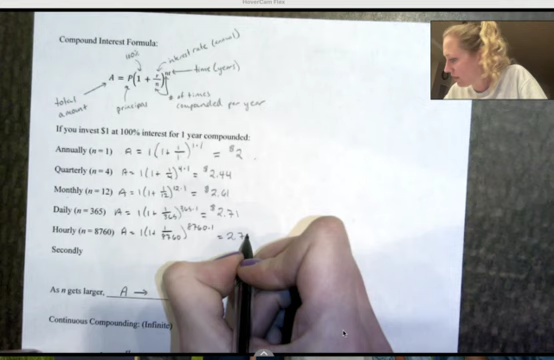 HoverCam Flex
Compound Interest Formula:
100% interest rate (annual)
A = P(1 + r/n)^nt time (years)
total amount
principal
# of times compounded per year
If you invest $1 at 100% interest for 1 year compounded:
Annually (n = 1) A = 1(1+1/1)^1·1 = $2
Quarterly (n = 4) A = 1(1+1/4)^4·1 = $2.44
Monthly (n = 12) A = 1(1+1/12)^12·1 = $2.61
Daily (n = 365) A = 1(1+1/365)^365·1 = $2.71
Hourly (n = 8760) A = 1(1+1/8760)^8760·1 = 2.7
Secondly
As n gets larger, A →
Continuous Compounding: (Infinite)